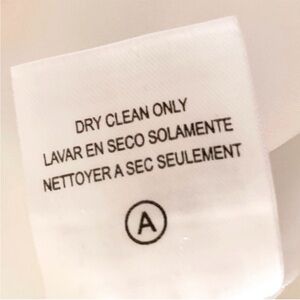 DRY CLEAN ONLY
LAVAR EN SECO SOLAMENTE
NETTOYER A SEC SEULEMENT
A